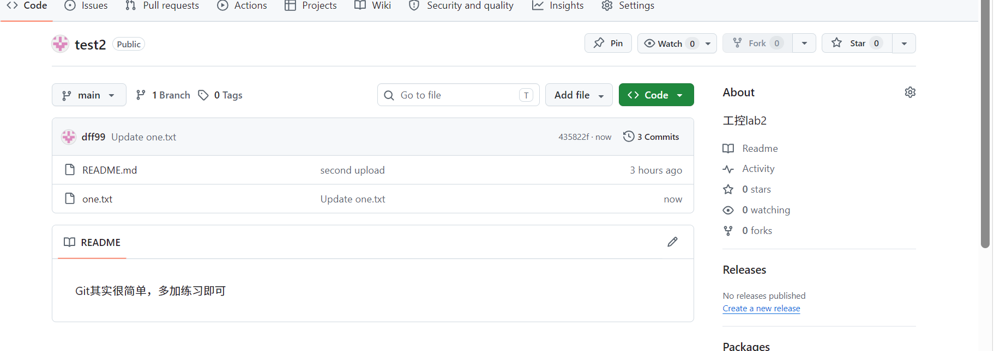 Code Issues Pull requests Actions Projects Wiki Security and quality Insights Settings
test2 Public Pin Watch 0 Fork 0 Star 0
main 1 Branch 0 Tags Go to file T Add file Code
dff99 Update one.txt 435822f · now 3 Commits
README.md second upload 3 hours ago
one.txt Update one.txt now
README
Git其实很简单，多加练习即可
About
工控lab2
Readme
Activity
0 stars
0 watching
0 forks
Releases
No releases published
Create a new release
Packages